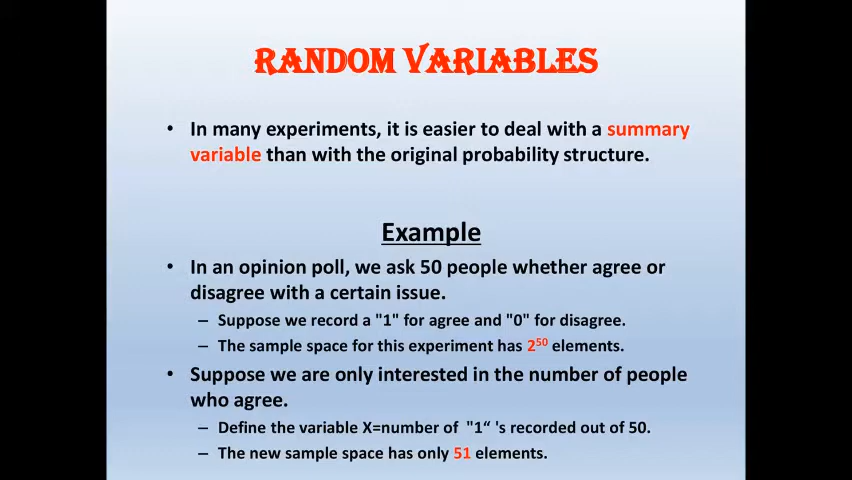 RANDOM VARIABLES
• In many experiments, it is easier to deal with a summary
variable than with the original probability structure.
Example
• In an opinion poll, we ask 50 people whether agree or
disagree with a certain issue.
– Suppose we record a "1" for agree and "0" for disagree.
– The sample space for this experiment has 2⁵⁰ elements.
• Suppose we are only interested in the number of people
who agree.
– Define the variable X=number of "1“ 's recorded out of 50.
– The new sample space has only 51 elements.